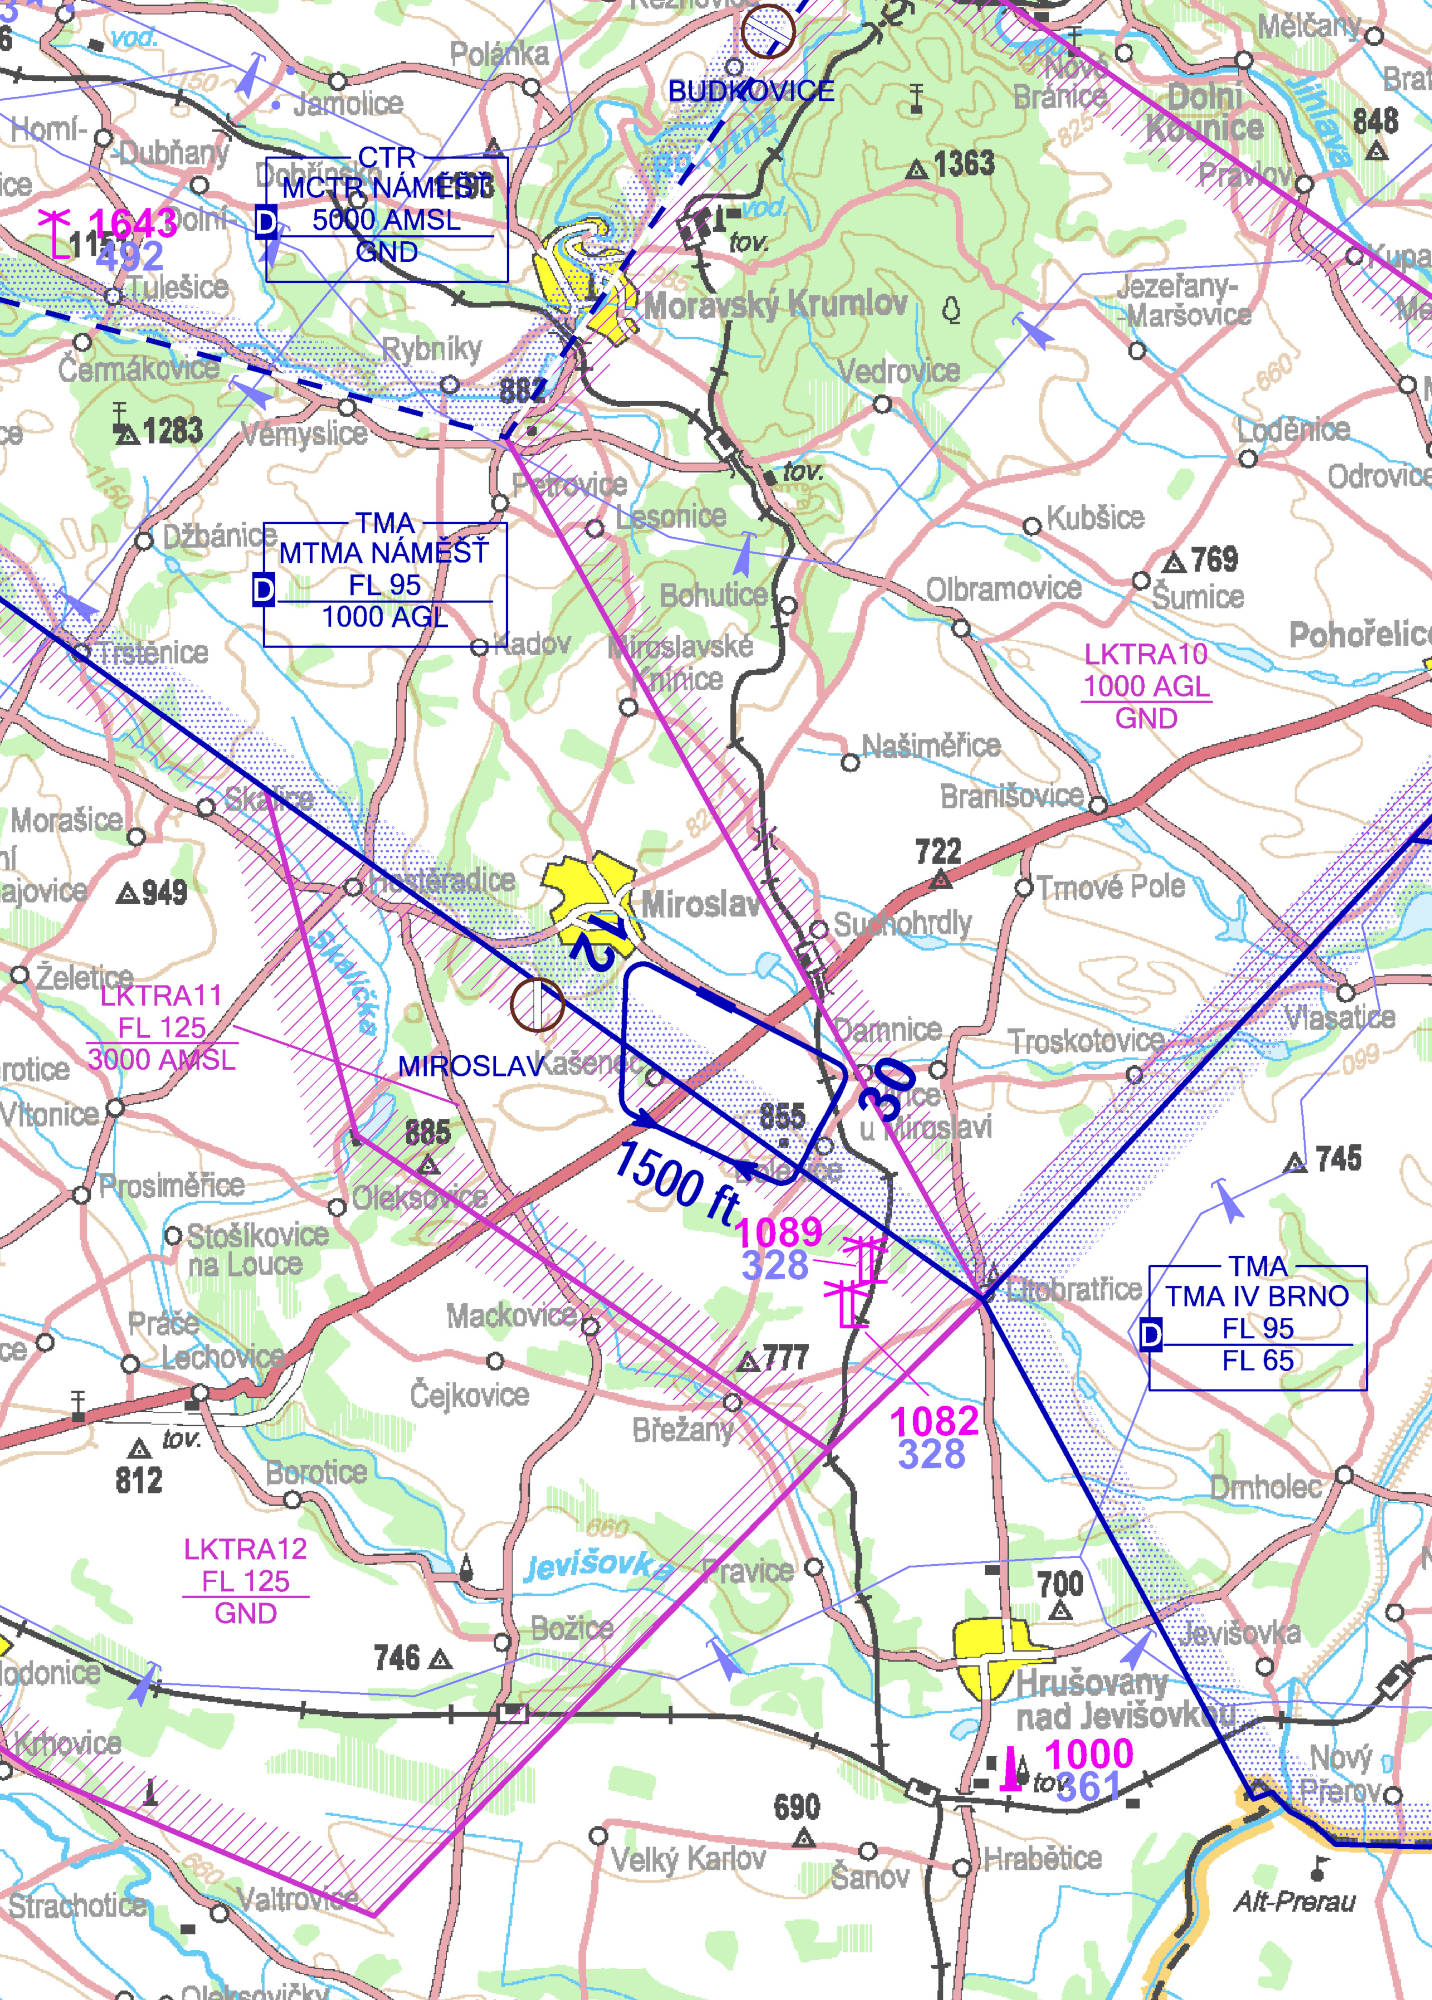 Řeznovice
Mělčany
vod.
Polánka
Nové
Bránice
Jamolice
BUDKOVICE
Dolní
Kounice
Jihlava
848
Horní-
Dubňany
Rokytná
1363
Pravlov
CTR
MCTR NÁMĚŠŤ
5000 AMSL
GND
D
Dobřínsko
1193
Dolní-
1643
492
vod.
tov.
Tulešice
Jezeřany-
Maršovice
Moravský Krumlov
Rybníky
Čermákovice
882
Vedrovice
660
1283
Vémyslice
Loděnice
1150
tov.
Odrovice
Petrovice
Lesonice
Kubšice
Džbánice
TMA
MTMA NÁMĚŠŤ
FL 95
1000 AGL
D
769
Šumice
Bohutice
Olbramovice
Pohořelice
Trstěnice
Kadov
Miroslavské
Knínice
LKTRA10
1000 AGL
GND
Našiměřice
Skalice
Branišovice
Morašice
722
949
Hostěradice
Miroslav
Trnové Pole
Suchohrdly
12
Želetice
Skalička
LKTRA11
FL 125
3000 AMSL
Vlasatice
Damnice
Troskotovice
MIROSLAV
Kašenec
30
Vítonice
885
855
u Miroslavi
745
Dolenice
1500 ft
Prosiměřice
Oleksovice
Stošíkovice
na Louce
1089
328
TMA
TMA IV BRNO
FL 95
FL 65
D
Litobratřice
Mackovice
Práče
Lechovice
777
Čejkovice
Břežany
1082
328
tov.
812
Borotice
Drnholec
660
LKTRA12
FL 125
GND
Jevišovka
Pravice
700
Božice
746
Jevišovka
Hrušovany
nad Jevišovkou
Krhovice
1000
361
tov.
Nový
Přerov
690
Velký Karlov
Šanov
Hrabětice
Strachotice
Valtrovice
Alt-Prerau
Oleksovičky